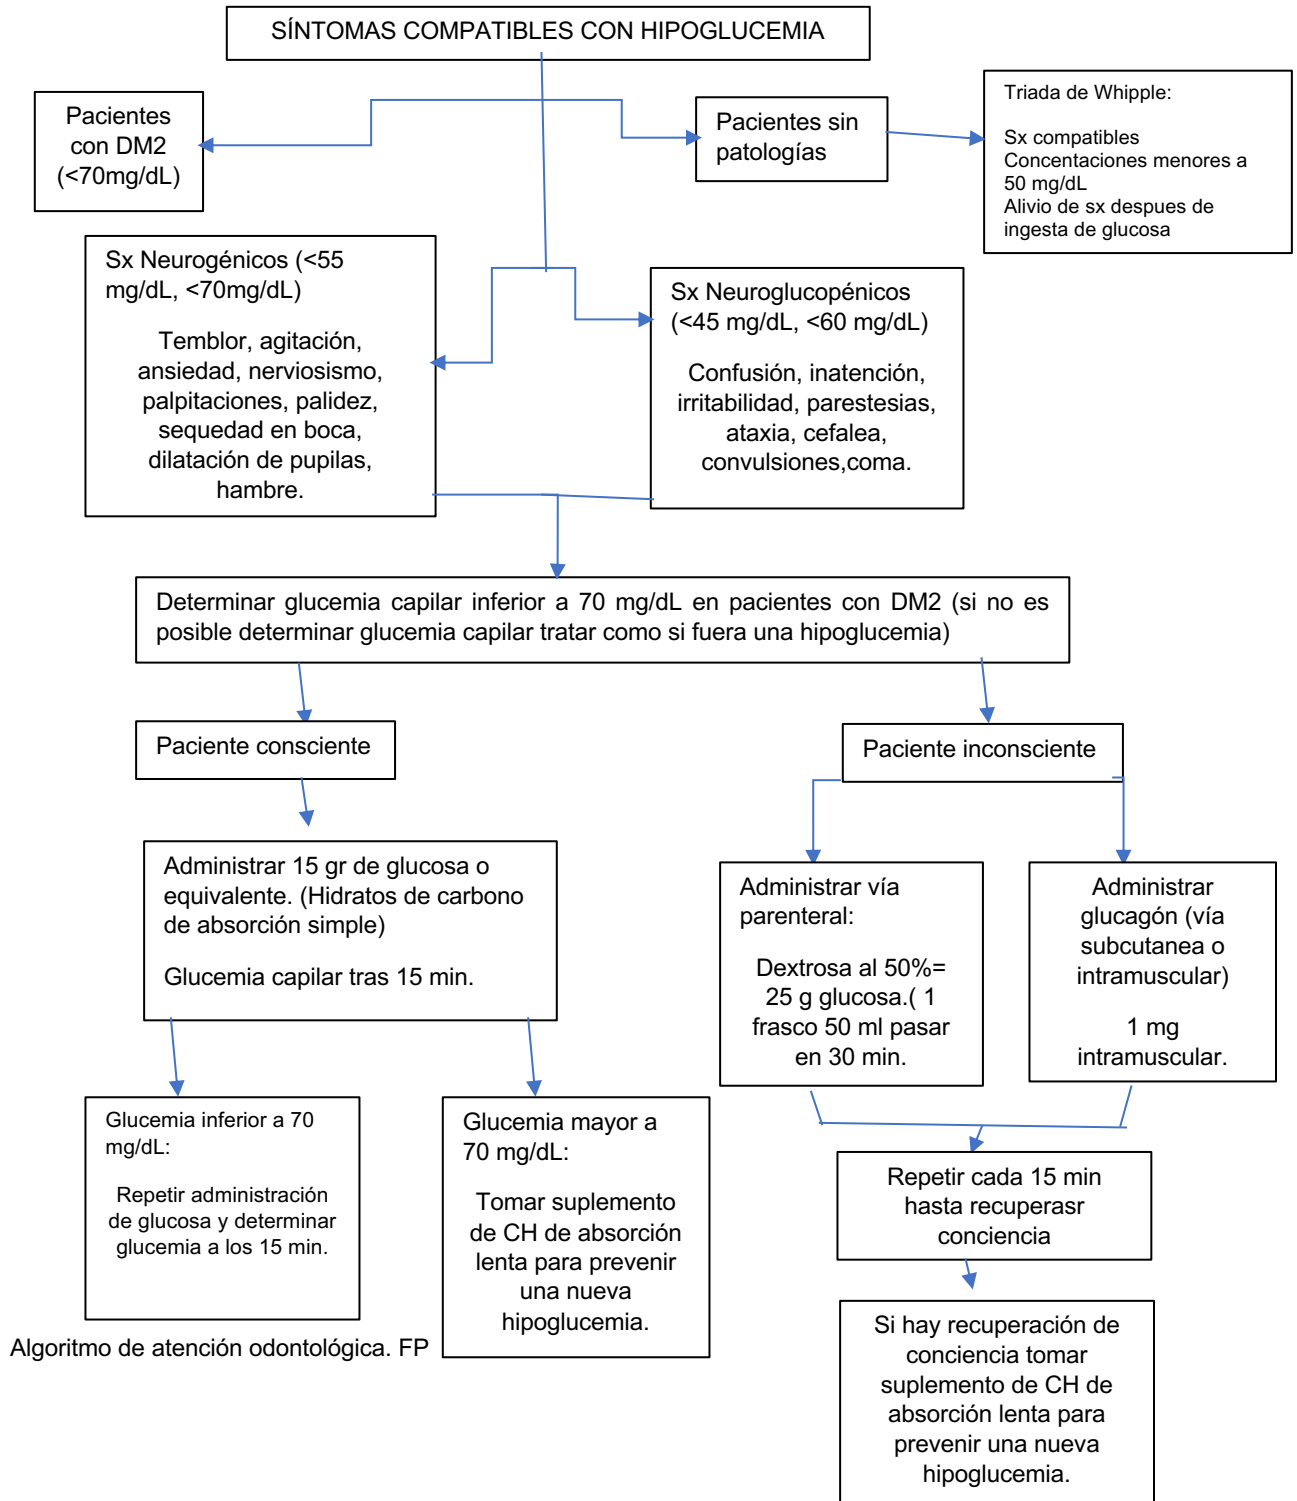 SÍNTOMAS COMPATIBLES CON HIPOGLUCEMIA
Pacientes
con DM2
(<70mg/dL)
Pacientes sin
patologías
Triada de Whipple:
Sx compatibles
Concentaciones menores a
50 mg/dL
Alivio de sx despues de
ingesta de glucosa
Sx Neurogénicos (<55
mg/dL, <70mg/dL)
Temblor, agitación,
ansiedad, nerviosismo,
palpitaciones, palidez,
sequedad en boca,
dilatación de pupilas,
hambre.
Sx Neuroglucopénicos
(<45 mg/dL, <60 mg/dL)
Confusión, inatención,
irritabilidad, parestesias,
ataxia, cefalea,
convulsiones,coma.
Determinar glucemia capilar inferior a 70 mg/dL en pacientes con DM2 (si no es
posible determinar glucemia capilar tratar como si fuera una hipoglucemia)
Paciente consciente
Paciente inconsciente
Administrar 15 gr de glucosa o
equivalente. (Hidratos de carbono
de absorción simple)
Glucemia capilar tras 15 min.
Administrar vía
parenteral:
Dextrosa al 50%=
25 g glucosa.( 1
frasco 50 ml pasar
en 30 min.
Administrar
glucagón (vía
subcutanea o
intramuscular)
1 mg
intramuscular.
Glucemia inferior a 70
mg/dL:
Repetir administración
de glucosa y determinar
glucemia a los 15 min.
Glucemia mayor a
70 mg/dL:
Tomar suplemento
de CH de absorción
lenta para prevenir
una nueva
hipoglucemia.
Repetir cada 15 min
hasta recuperasr
conciencia
Si hay recuperación de
conciencia tomar
suplemento de CH de
absorción lenta para
prevenir una nueva
hipoglucemia.
Algoritmo de atención odontológica. FP